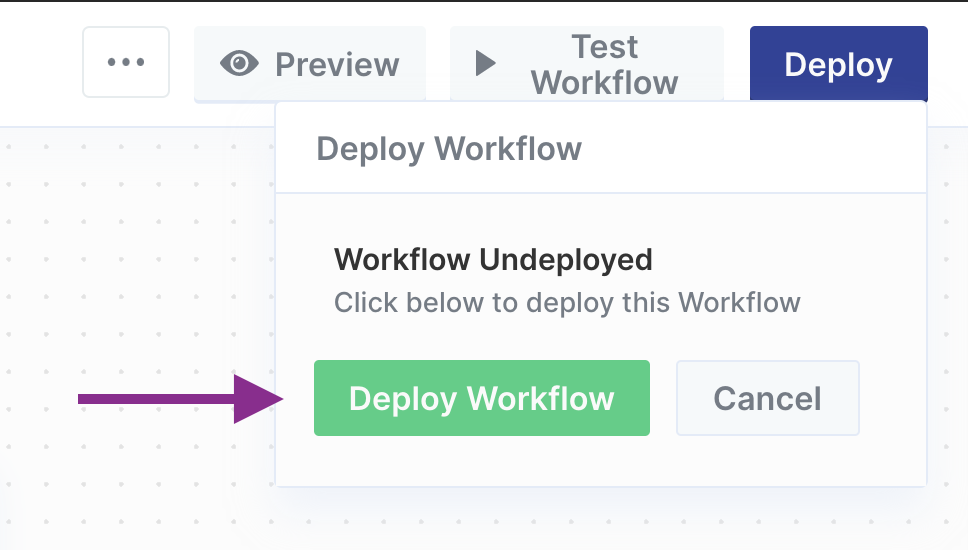 Preview
Test
Workflow
Deploy
Deploy Workflow
Workflow Undeployed
Click below to deploy this Workflow
Deploy Workflow
Cancel